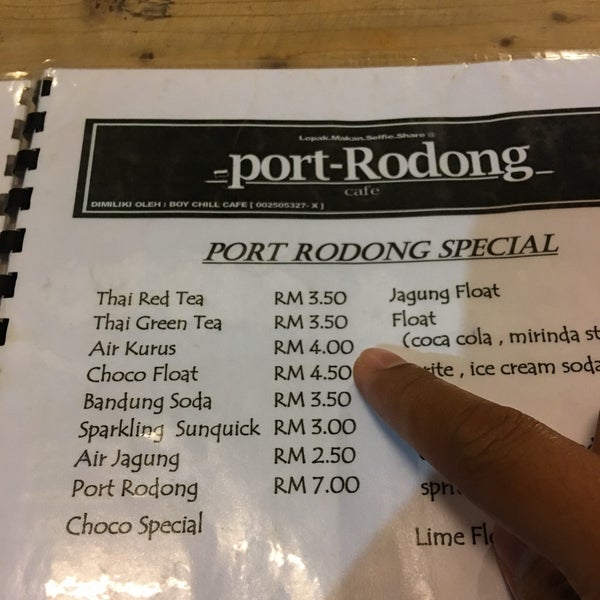 Lepak.Makan.Selfie.Share @
-port-Rodong_
cafe
DIMILIKI OLEH : BOY CHILL CAFE [ 002505327- X ]
PORT RODONG SPECIAL
Thai Red Tea RM 3.50
Thai Green Tea RM 3.50
Air Kurus RM 4.00
Choco Float RM 4.50
Bandung Soda RM 3.50
Sparkling Sunquick RM 3.00
Air Jagung RM 2.50
Port Rodong RM 7.00
Choco Special
Jagung Float
Float
(coca cola , mirinda
, ice cream soda
Lime